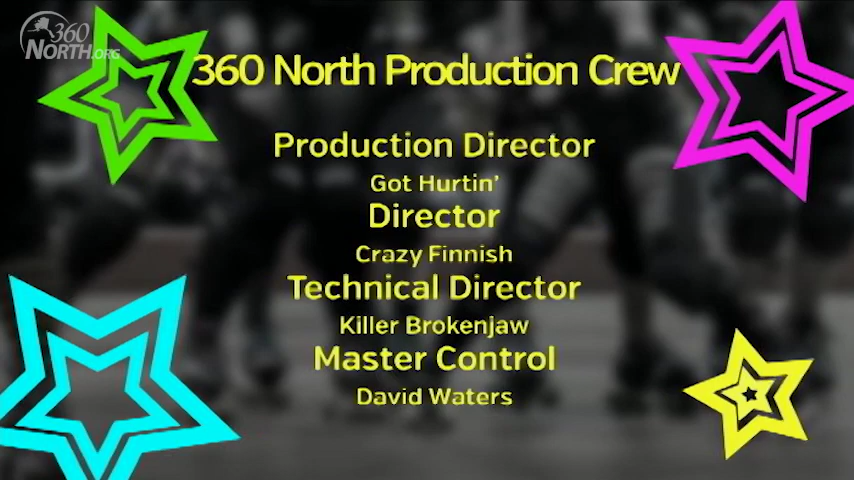 360
NORTH.ORG
360 North Production Crew
Production Director
Got Hurtin'
Director
Crazy Finnish
Technical Director
Killer Brokenjaw
Master Control
David Waters